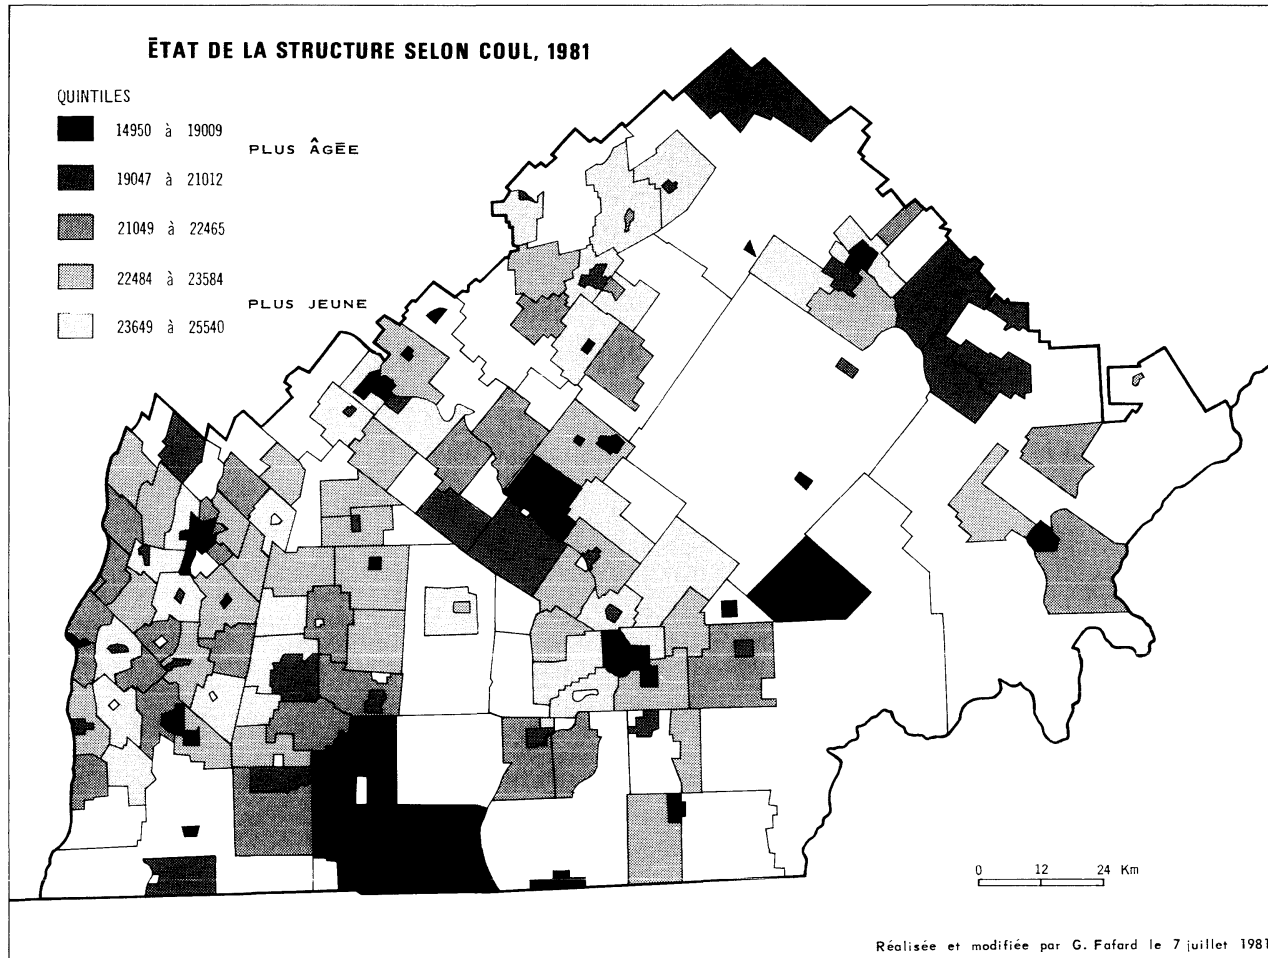 ÉTAT DE LA STRUCTURE SELON COUL, 1981
QUINTILES
14950 à 19009
PLUS ÂGÉE
19047 à 21012
21049 à 22465
22484 à 23584
PLUS JEUNE
23649 à 25540
0 12 24 Km
Réalisée et modifiée par G. Fafard le 7 juillet 1981